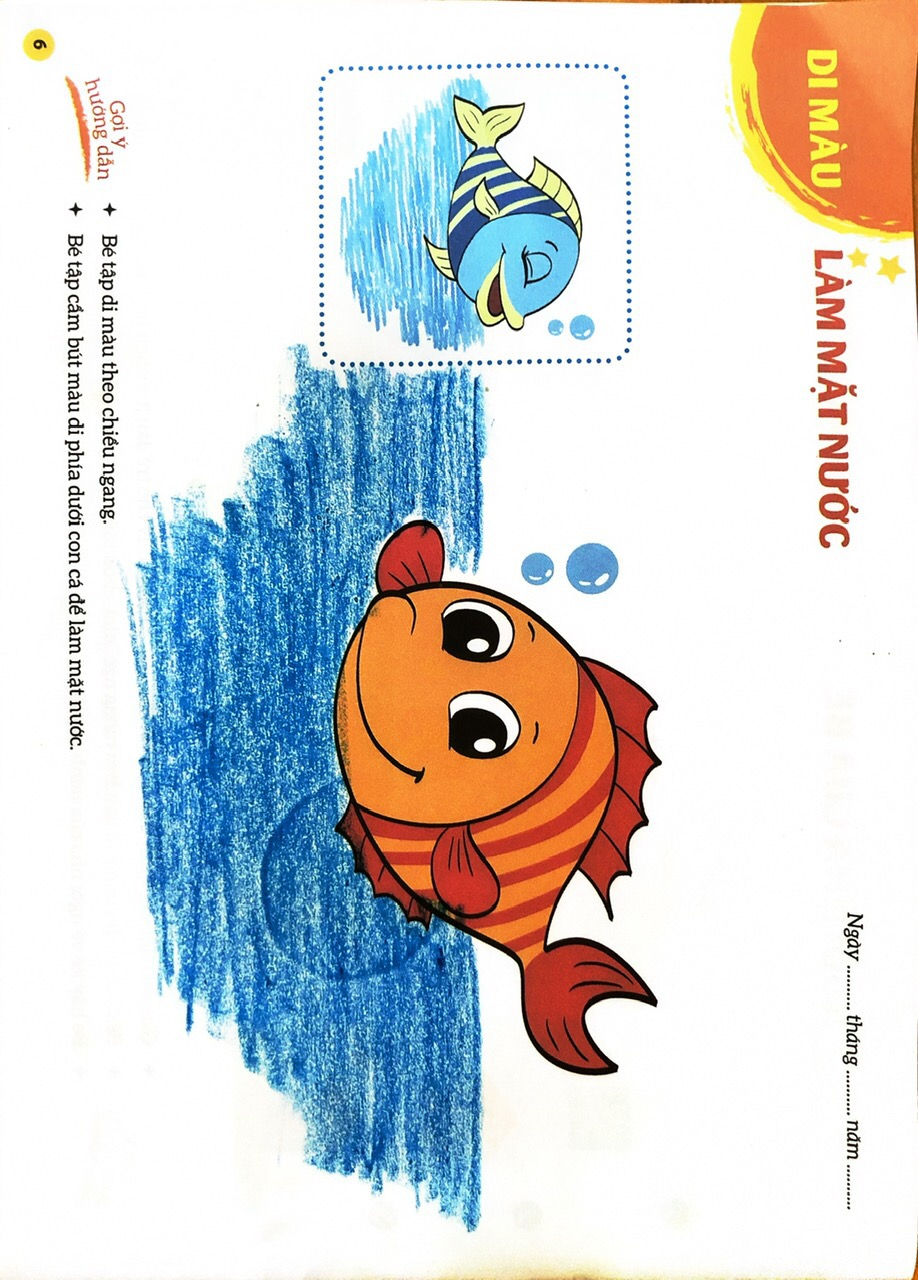 DI MÀU
LÀM MẶT NƯỚC
Ngày .......... tháng .......... năm ..........
Gợi ý
hướng dẫn
✦ Bé tập di màu theo chiều ngang.
✦ Bé tập cầm bút màu di phía dưới con cá để làm mặt nước.
6